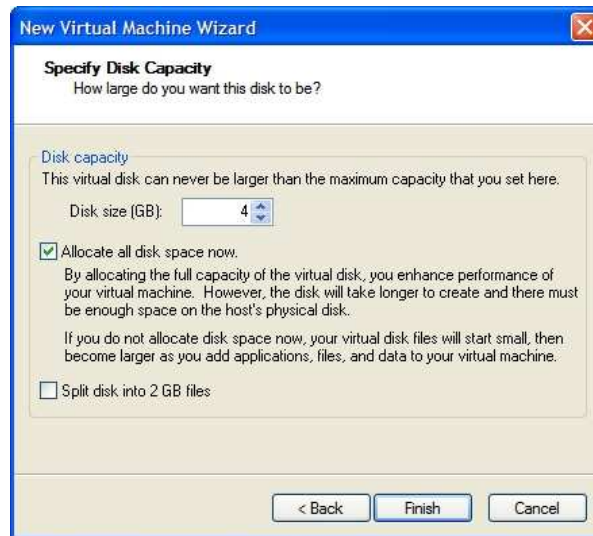 New Virtual Machine Wizard
Specify Disk Capacity
How large do you want this disk to be?
Disk capacity
This virtual disk can never be larger than the maximum capacity that you set here.
Disk size (GB): 4
Allocate all disk space now.
By allocating the full capacity of the virtual disk, you enhance performance of
your virtual machine. However, the disk will take longer to create and there must
be enough space on the host's physical disk.
If you do not allocate disk space now, your virtual disk files will start small, then
become larger as you add applications, files, and data to your virtual machine.
Split disk into 2 GB files
< Back Finish Cancel